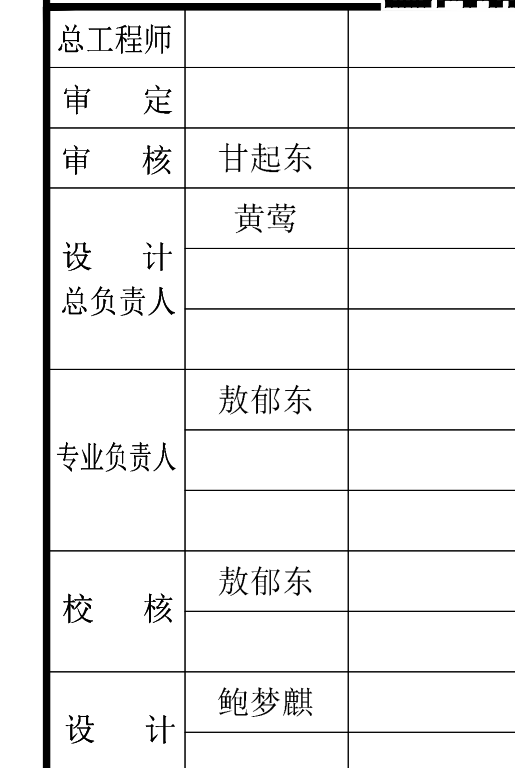 总工程师
审 定
审 核 甘起东
设 计
总负责人
黄莺
专业负责人
敖郁东
校 核
敖郁东
设 计
鲍梦麒